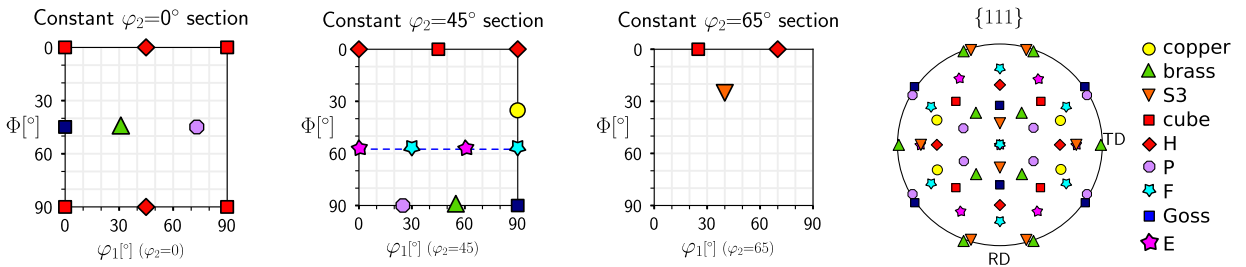 Constant φ₂=0° section
0
30
60
90
Φ[°]
0 30 60 90
φ₁[°] (φ₂=0)
Constant φ₂=45° section
0
30
60
90
Φ[°]
0 30 60 90
φ₁[°] (φ₂=45)
Constant φ₂=65° section
0
30
60
90
Φ[°]
0 30 60 90
φ₁[°] (φ₂=65)
{111}
TD
RD
copper
brass
S3
cube
H
P
F
Goss
E